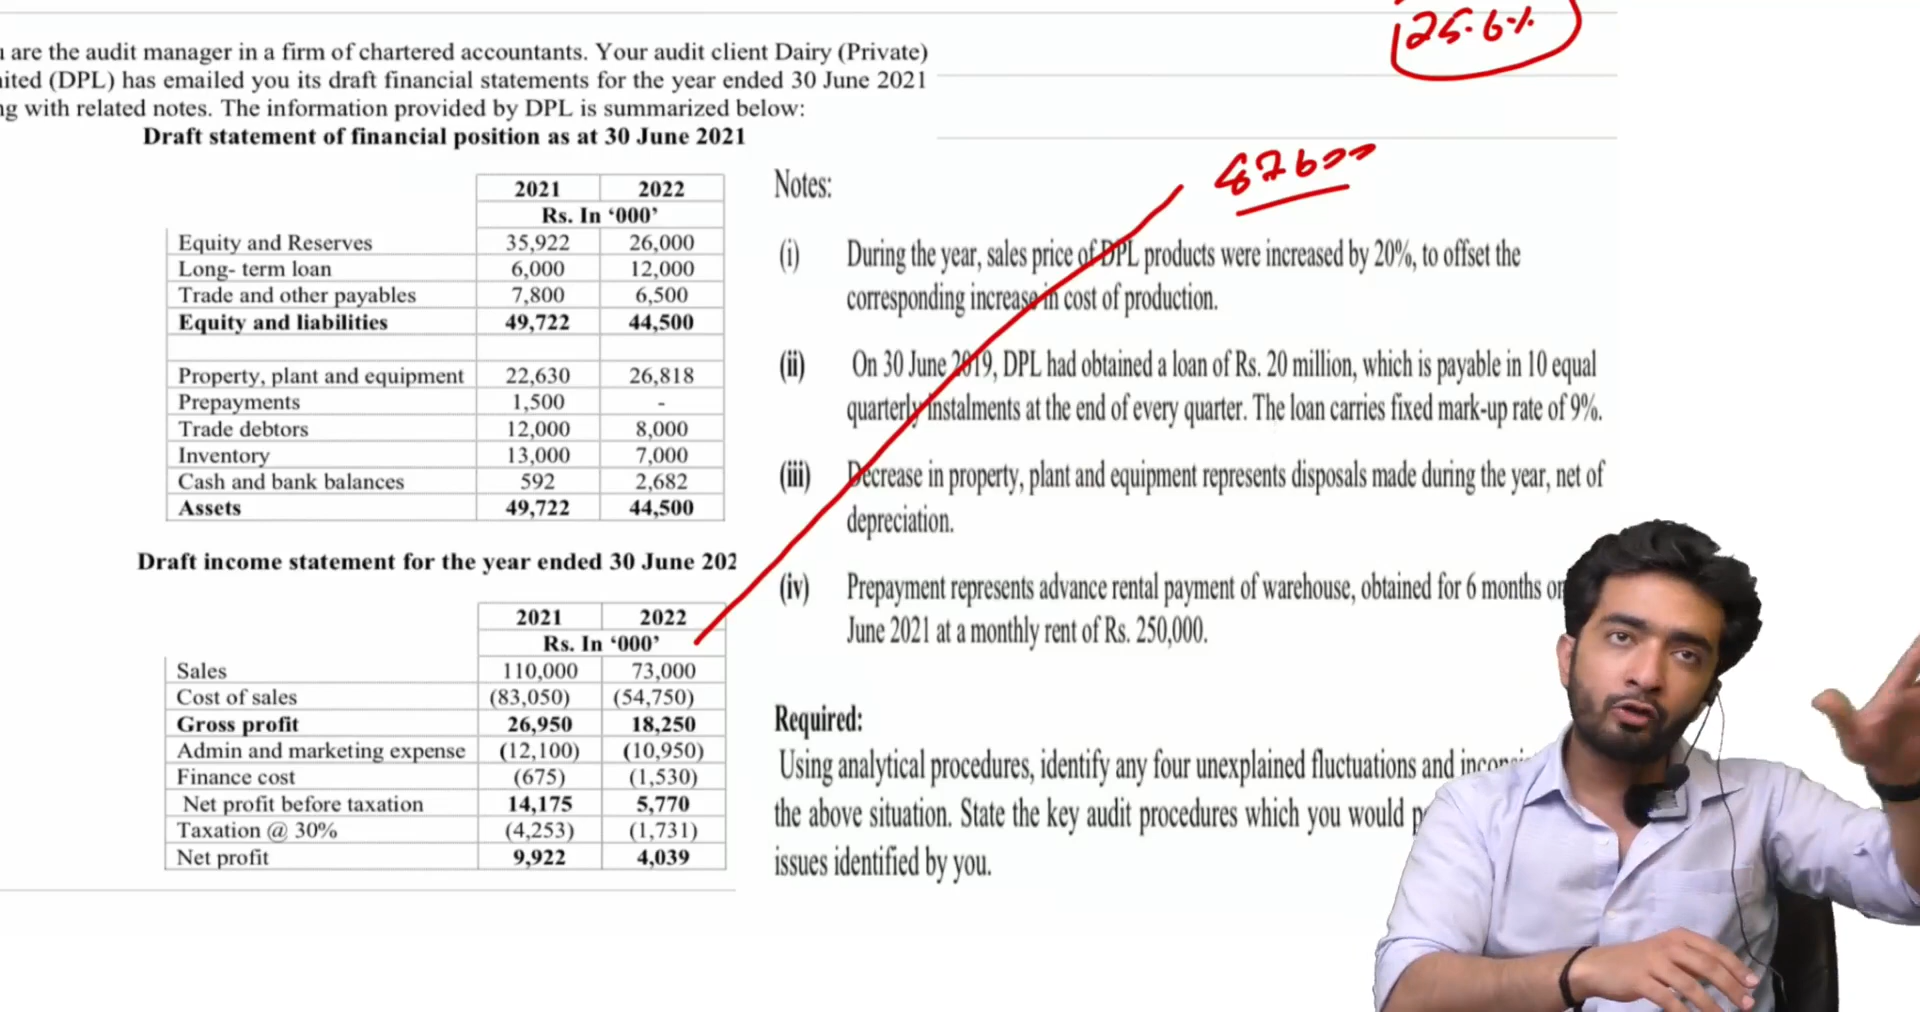 25.6%
are the audit manager in a firm of chartered accountants. Your audit client Dairy (Private)
ited (DPL) has emailed you its draft financial statements for the year ended 30 June 2021
g with related notes. The information provided by DPL is summarized below:
Draft statement of financial position as at 30 June 2021
2021 2022
Rs. In ‘000’
Equity and Reserves 35,922 26,000
Long- term loan 6,000 12,000
Trade and other payables 7,800 6,500
Equity and liabilities 49,722 44,500
Property, plant and equipment 22,630 26,818
Prepayments 1,500 -
Trade debtors 12,000 8,000
Inventory 13,000 7,000
Cash and bank balances 592 2,682
Assets 49,722 44,500
Draft income statement for the year ended 30 June 202
2021 2022
Rs. In ‘000’
Sales 110,000 73,000
Cost of sales (83,050) (54,750)
Gross profit 26,950 18,250
Admin and marketing expense (12,100) (10,950)
Finance cost (675) (1,530)
Net profit before taxation 14,175 5,770
Taxation @ 30% (4,253) (1,731)
Net profit 9,922 4,039
87600
Notes:
(i) During the year, sales price of DPL products were increased by 20%, to offset the
corresponding increase in cost of production.
(ii) On 30 June 2019, DPL had obtained a loan of Rs. 20 million, which is payable in 10 equal
quarterly instalments at the end of every quarter. The loan carries fixed mark-up rate of 9%.
(iii) Decrease in property, plant and equipment represents disposals made during the year, net of
depreciation.
(iv) Prepayment represents advance rental payment of warehouse, obtained for 6 months on
June 2021 at a monthly rent of Rs. 250,000.
Required:
Using analytical procedures, identify any four unexplained fluctuations and
the above situation. State the key audit procedures which you would
issues identified by you.